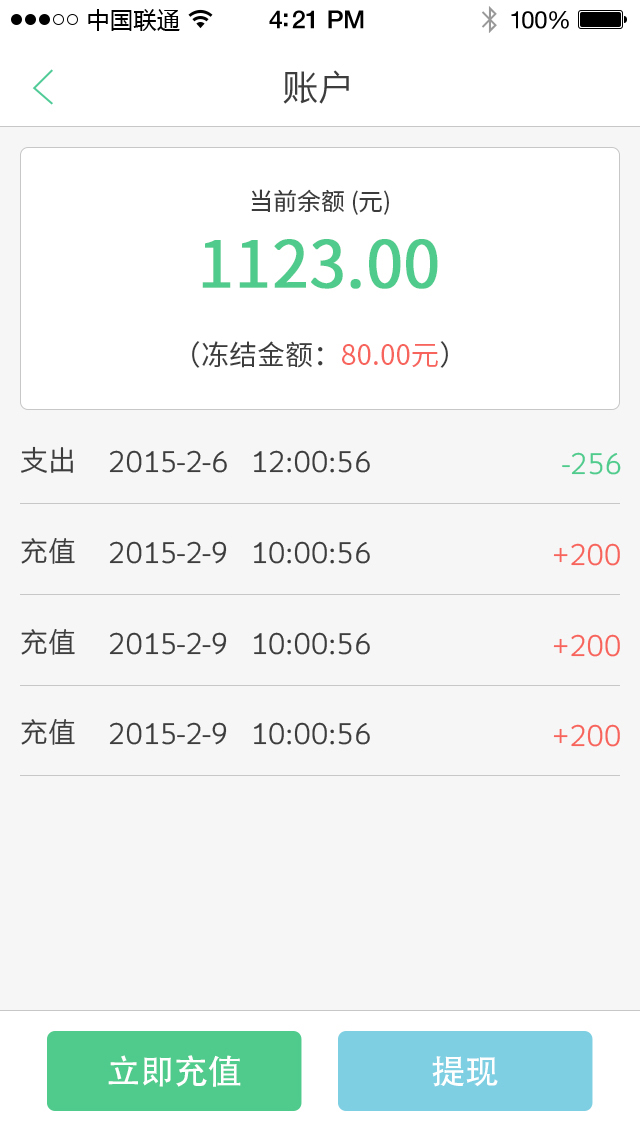 中国联通 4:21 PM 100%
账户
当前余额 (元)
1123.00
(冻结金额：80.00元)
支出 2015-2-6 12:00:56 -256
充值 2015-2-9 10:00:56 +200
充值 2015-2-9 10:00:56 +200
充值 2015-2-9 10:00:56 +200
立即充值 提现